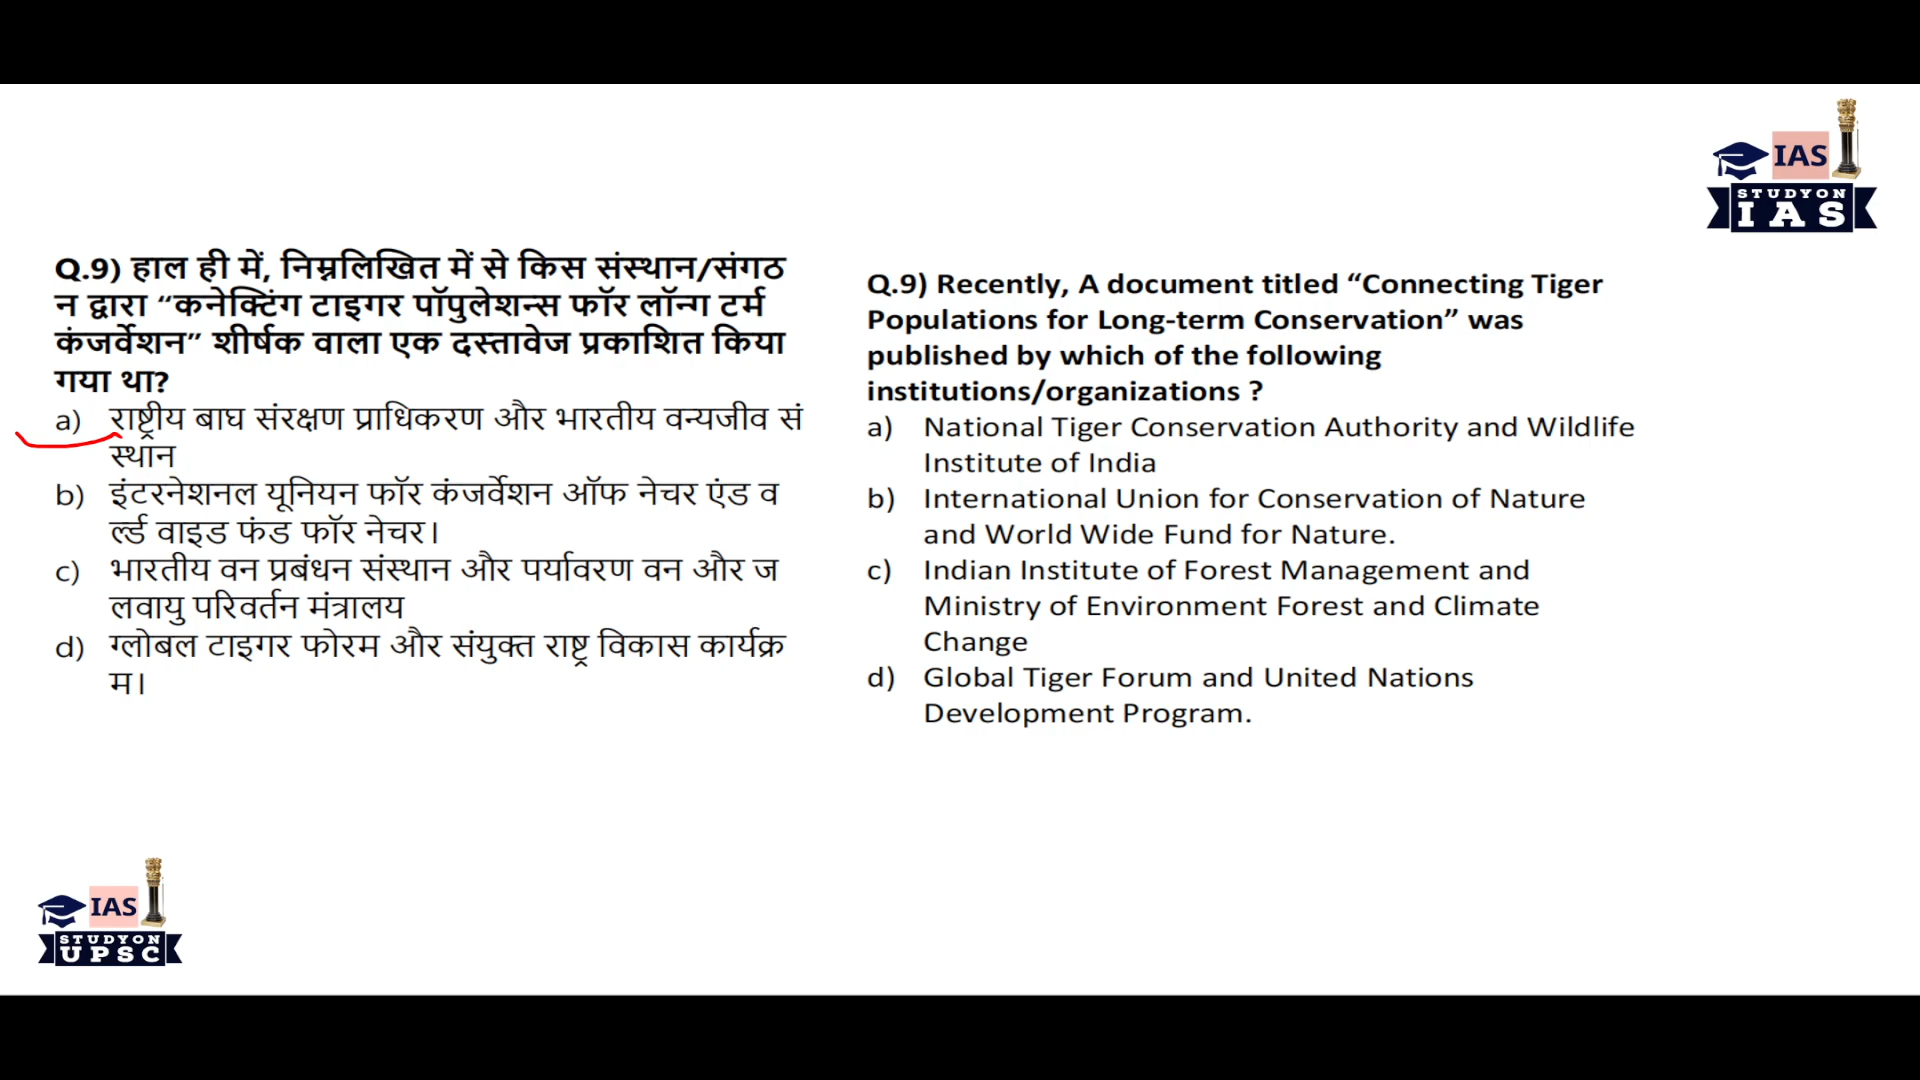 IAS
STUDYON
IAS
Q.9) हाल ही में, निम्नलिखित में से किस संस्थान/संगठ
न द्वारा “कनेक्टिंग टाइगर पॉपुलेशन्स फॉर लॉन्ग टर्म
कंजर्वेशन” शीर्षक वाला एक दस्तावेज प्रकाशित किया
गया था?
a) राष्ट्रीय बाघ संरक्षण प्राधिकरण और भारतीय वन्यजीव सं
स्थान
b) इंटरनेशनल यूनियन फॉर कंजर्वेशन ऑफ नेचर एंड व
र्ल्ड वाइड फंड फॉर नेचर।
c) भारतीय वन प्रबंधन संस्थान और पर्यावरण वन और ज
लवायु परिवर्तन मंत्रालय
d) ग्लोबल टाइगर फोरम और संयुक्त राष्ट्र विकास कार्यक्र
म।
Q.9) Recently, A document titled “Connecting Tiger
Populations for Long-term Conservation” was
published by which of the following
institutions/organizations ?
a) National Tiger Conservation Authority and Wildlife
Institute of India
b) International Union for Conservation of Nature
and World Wide Fund for Nature.
c) Indian Institute of Forest Management and
Ministry of Environment Forest and Climate
Change
d) Global Tiger Forum and United Nations
Development Program.
IAS
STUDYON
UPSC